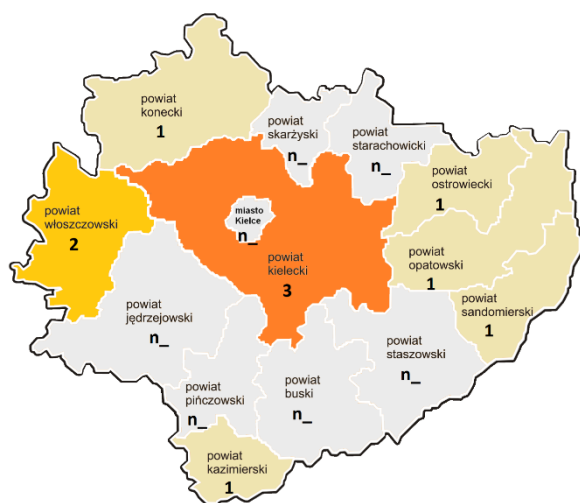 powiat
konecki
1
powiat
skarżyski
n_
powiat
starachowicki
n_
powiat
ostrowiecki
1
powiat
włoszczowski
2
miasto
Kielce
n_
powiat
kielecki
3
powiat
opatowski
1
powiat
sandomierski
1
powiat
jędrzejowski
n_
powiat
staszowski
n_
powiat
pińczowski
n_
powiat
buski
n_
powiat
kazimierski
1